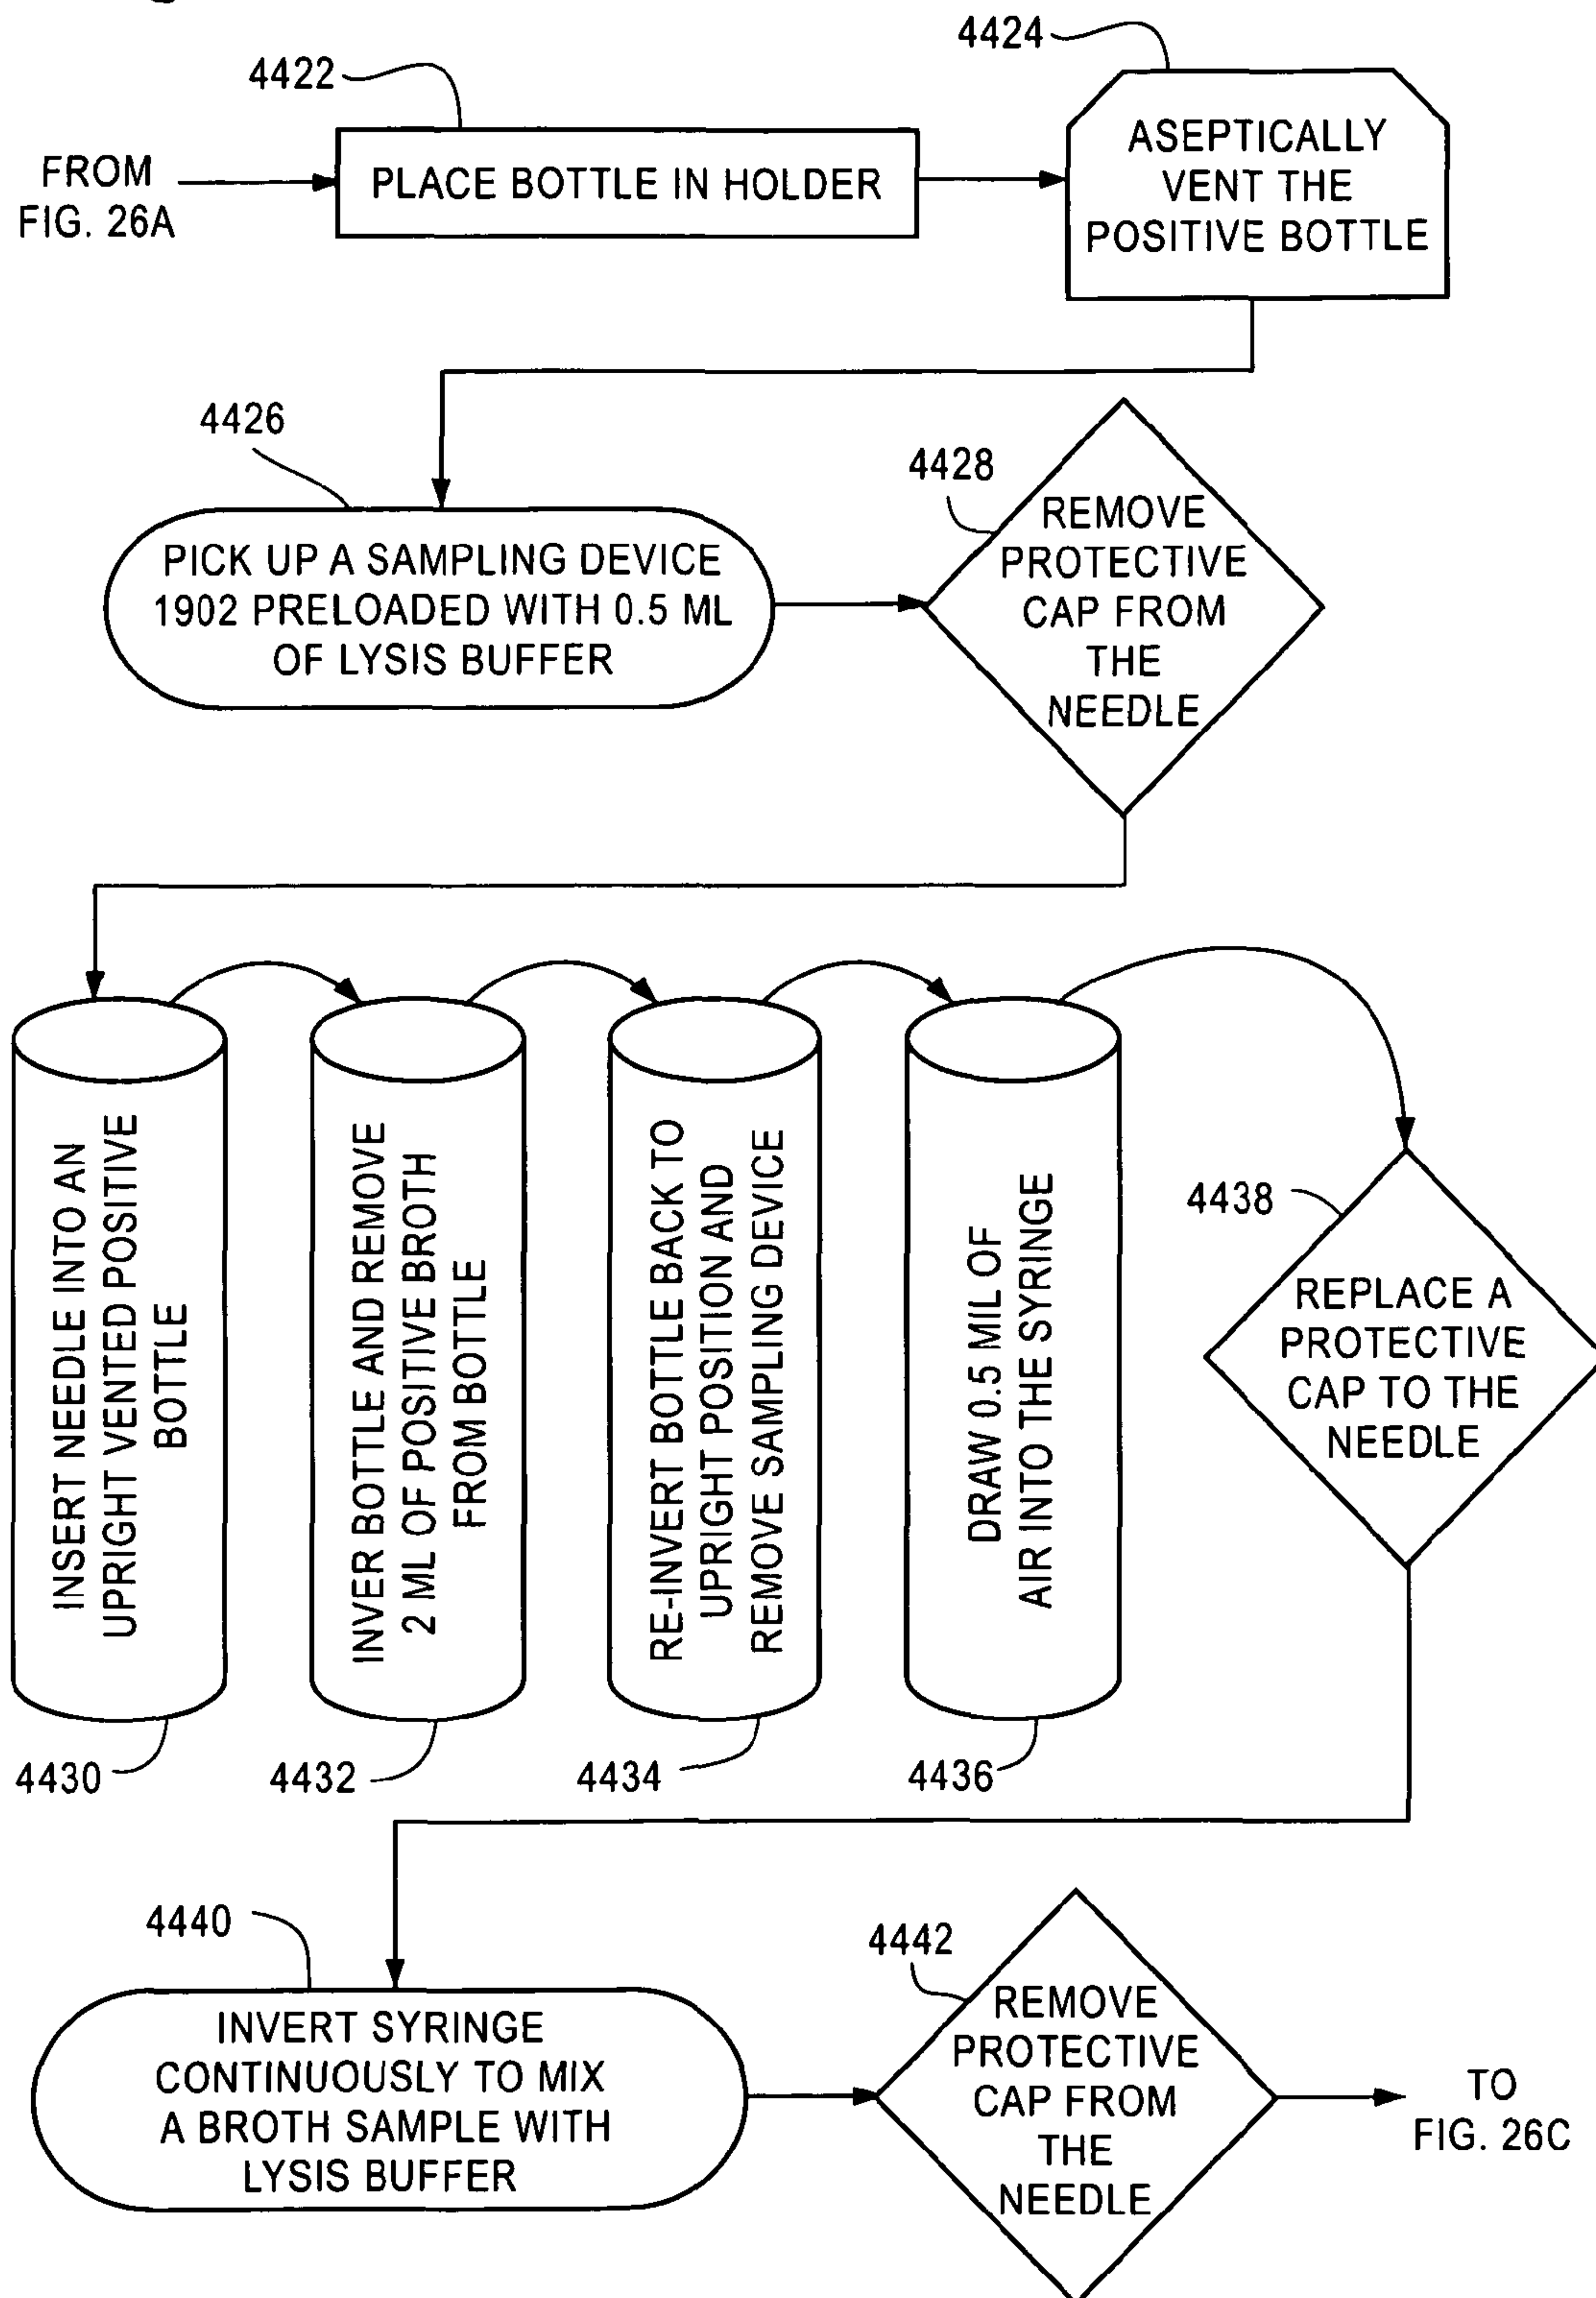 4424
4422
FROM
FIG. 26A
PLACE BOTTLE IN HOLDER
ASEPTICALLY
VENT THE
POSITIVE BOTTLE
4426
4428
PICK UP A SAMPLING DEVICE
1902 PRELOADED WITH 0.5 ML
OF LYSIS BUFFER
REMOVE
PROTECTIVE
CAP FROM
THE
NEEDLE
INSERT NEEDLE INTO AN
UPRIGHT VENTED POSITIVE
BOTTLE
INVER BOTTLE AND REMOVE
2 ML OF POSITIVE BROTH
FROM BOTTLE
RE-INVERT BOTTLE BACK TO
UPRIGHT POSITION AND
REMOVE SAMPLING DEVICE
DRAW 0.5 MIL OF
AIR INTO THE SYRINGE
4438
REPLACE A
PROTECTIVE
CAP TO THE
NEEDLE
4430
4432
4434
4436
4440
4442
INVERT SYRINGE
CONTINUOUSLY TO MIX
A BROTH SAMPLE WITH
LYSIS BUFFER
REMOVE
PROTECTIVE
CAP FROM
THE
NEEDLE
TO
FIG. 26C